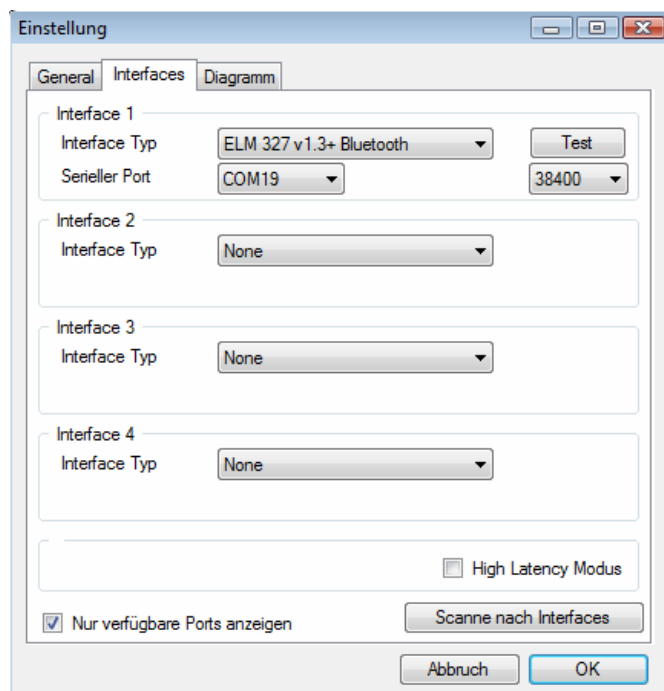 Einstellung
General Interfaces Diagramm
Interface 1
Interface Typ ELM 327 v1.3+ Bluetooth Test
Serieller Port COM19 38400
Interface 2
Interface Typ None
Interface 3
Interface Typ None
Interface 4
Interface Typ None
High Latency Modus
Nur verfügbare Ports anzeigen Scanne nach Interfaces
Abbruch OK